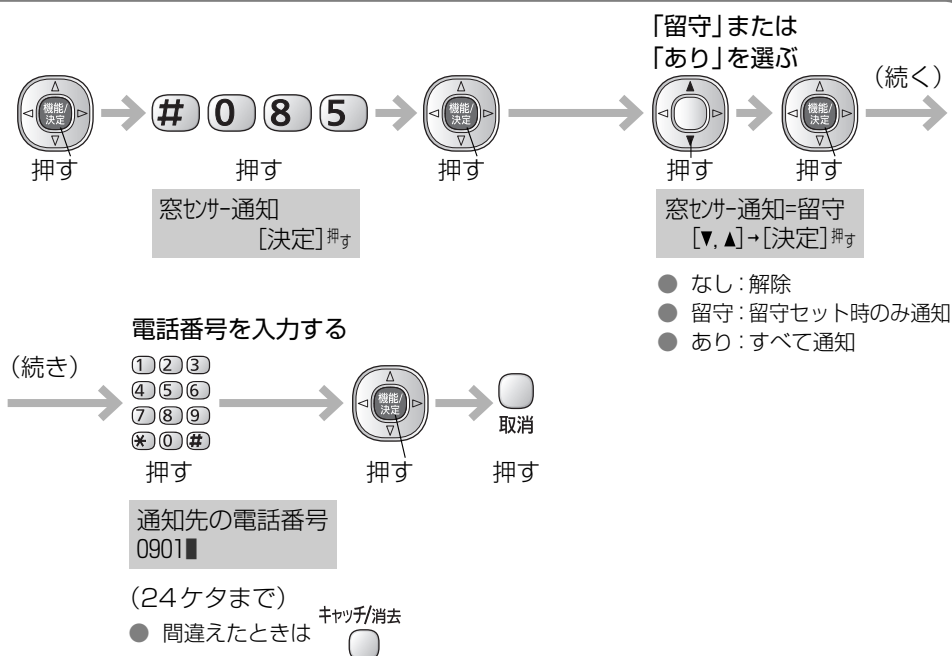 「留守」または
「あり」を選ぶ
(続く)
機能/
決定
# 0 8 5
機能/
決定
機能/
決定
押す
押す
押す
押す
押す
窓センサー通知
[決定]押す
窓センサー通知=留守
[▼,▲]→[決定]押す
● なし:解除
● 留守:留守セット時のみ通知
● あり:すべて通知
電話番号を入力する
(続き)
1 2 3
4 5 6
7 8 9
* 0 #
機能/
決定
取消
押す
押す
押す
通知先の電話番号
0901
(24ケタまで)
キャッチ/消去
● 間違えたときは